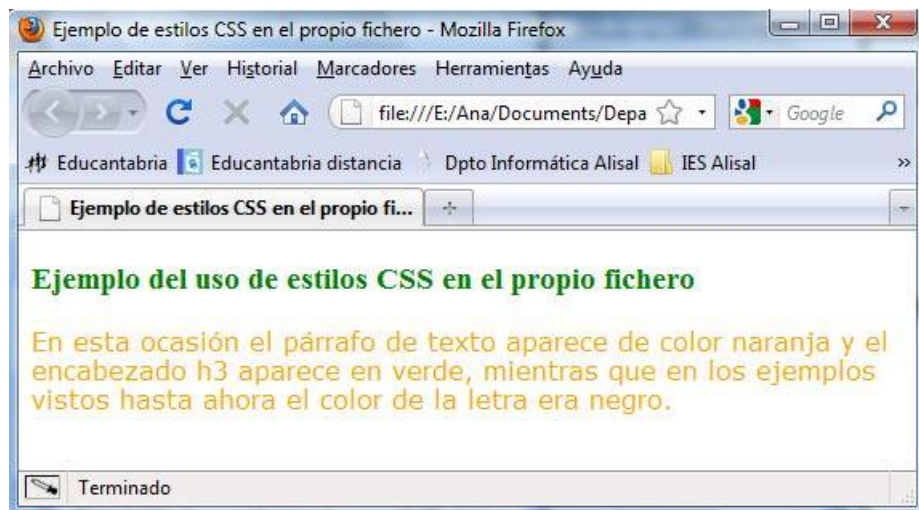 Ejemplo de estilos CSS en el propio fichero - Mozilla Firefox
Archivo Editar Ver Historial Marcadores Herramientas Ayuda
file:///E:/Ana/Documents/Depa Google
Educantabria Educantabria distancia Dpto Informática Alisal IES Alisal »
Ejemplo de estilos CSS en el propio fi...
Ejemplo del uso de estilos CSS en el propio fichero
En esta ocasión el párrafo de texto aparece de color naranja y el
encabezado h3 aparece en verde, mientras que en los ejemplos
vistos hasta ahora el color de la letra era negro.
Terminado